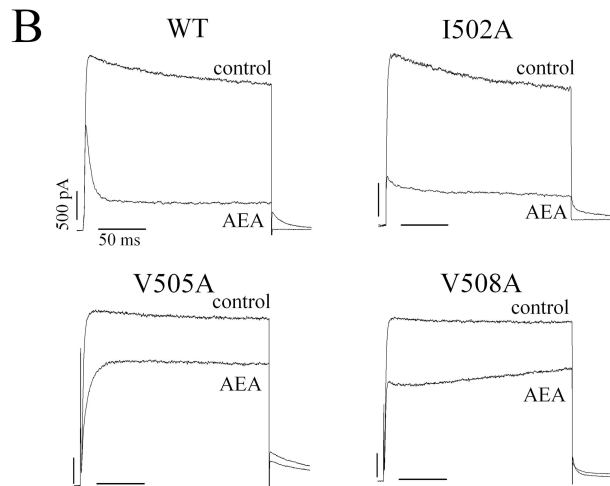 B
WT
I502A
control
control
500 pA
AEA
AEA
50 ms
V505A
V508A
control
control
AEA
AEA